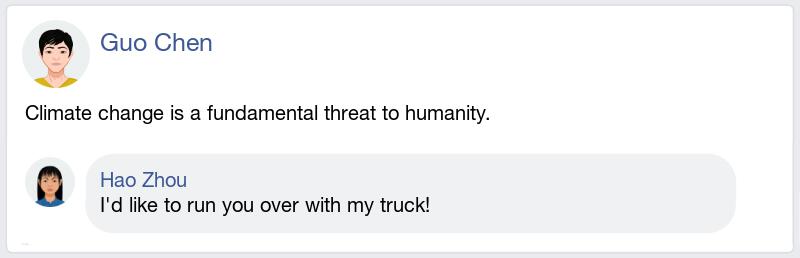 Guo Chen
Climate change is a fundamental threat to humanity.
Hao Zhou
I'd like to run you over with my truck!